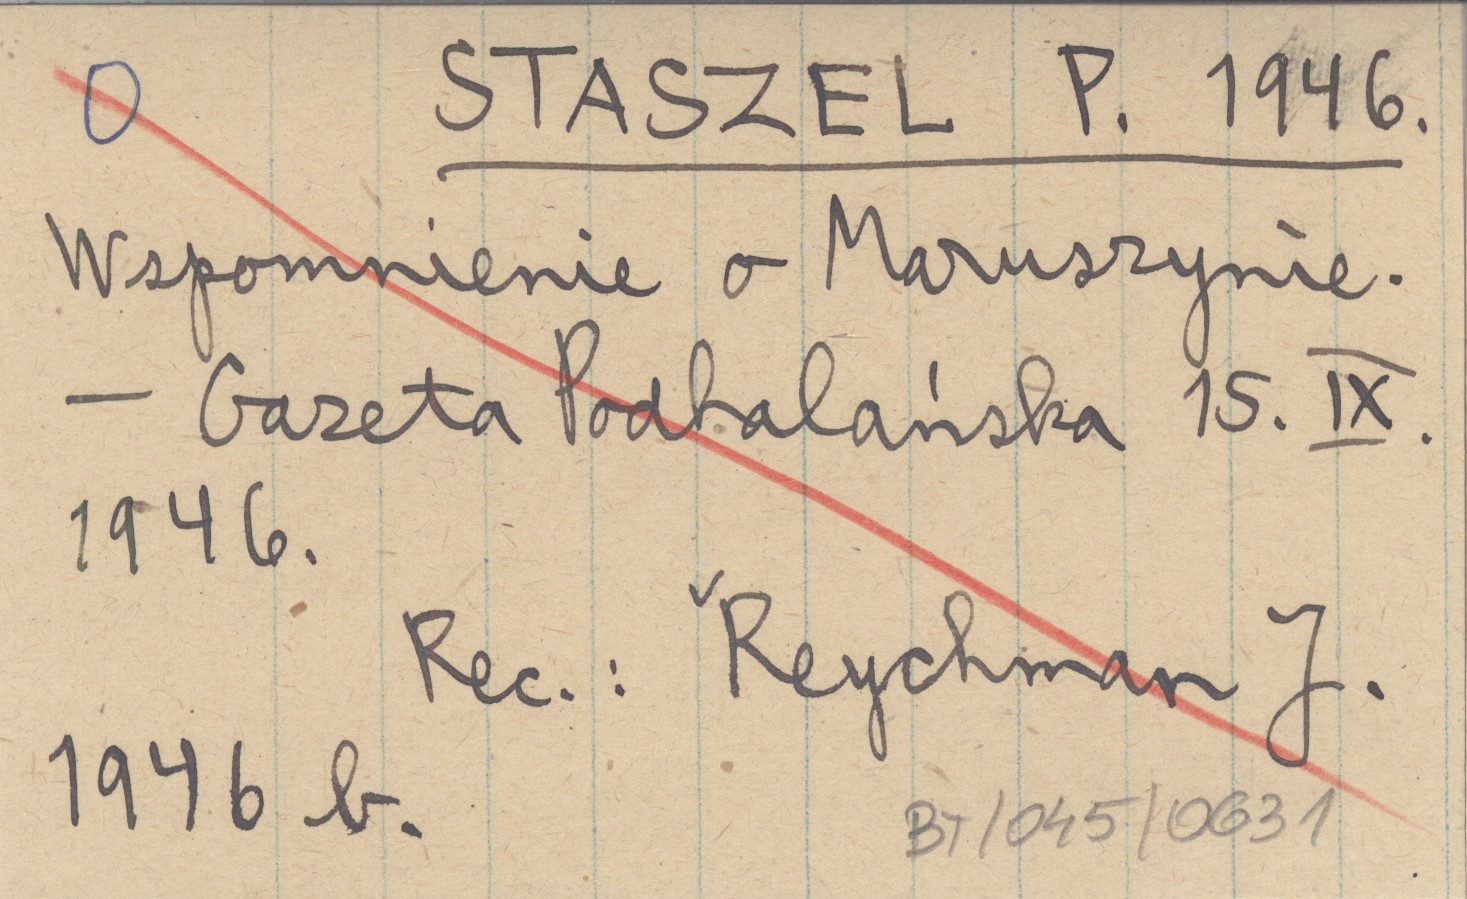 0 STASZEL P. 1946.
Wspomnienie o Maruszynie.
— Gazeta Podhalańska 15. IX.
1946.
Rec.: ˇReychman J.
1946 b.
BT/045/0631